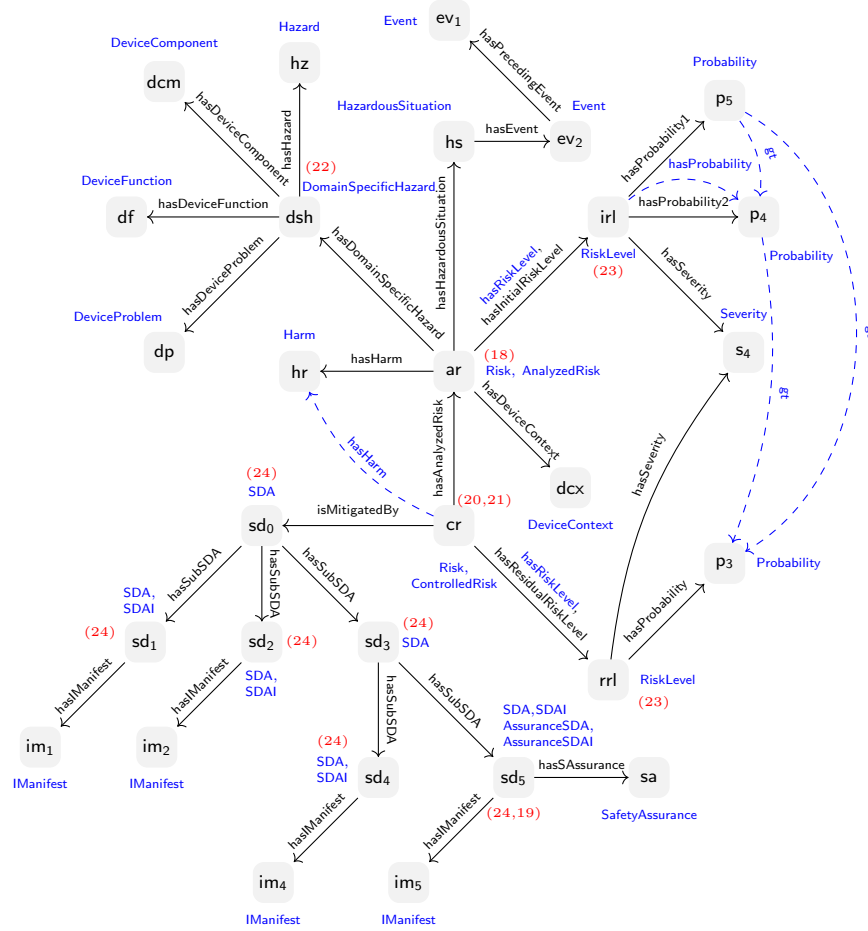 ev1
Event
hasPrecedingEvent
Hazard
hz
DeviceComponent
dcm
hasDeviceComponent
hasHazard
(22)
DomainSpecificHazard
HazardousSituation
hs
hasEvent
Event
ev2
Probability
p5
hasProbability1
gt
hasProbability
DeviceFunction
df
hasDeviceFunction
dsh
irl
hasProbability2
p4
Probability
RiskLevel
(23)
hasDeviceProblem
hasDomainSpecificHazard
hasHazardousSituation
hasRiskLevel,
hasInitialRiskLevel
hasSeverity
DeviceProblem
dp
Severity
s4
Harm
hr
hasHarm
ar
(18)
Risk, AnalyzedRisk
gt
hasHarm
hasAnalyzedRisk
hasDeviceContext
dcx
DeviceContext
hasSeverity
(24)
SDA
sd0
isMitigatedBy
cr
(20,21)
Risk,
ControlledRisk
hasRiskLevel,
hasResidualRiskLevel
p3
Probability
hasProbability
rrl
RiskLevel
(23)
hasSubSDA
hasSubSDA
hasSubSDA
SDA,
SDAI
(24)
sd1
sd2
(24)
SDA,
SDAI
(24)
sd3
SDA
hasIManifest
im1
IManifest
hasIManifest
im2
IManifest
hasSubSDA
hasSubSDA
(24)
SDA,
SDAI
sd4
SDA,SDAI
AssuranceSDA,
AssuranceSDAI
sd5
(24,19)
hasSAssurance
sa
SafetyAssurance
hasIManifest
im4
IManifest
hasIManifest
im5
IManifest